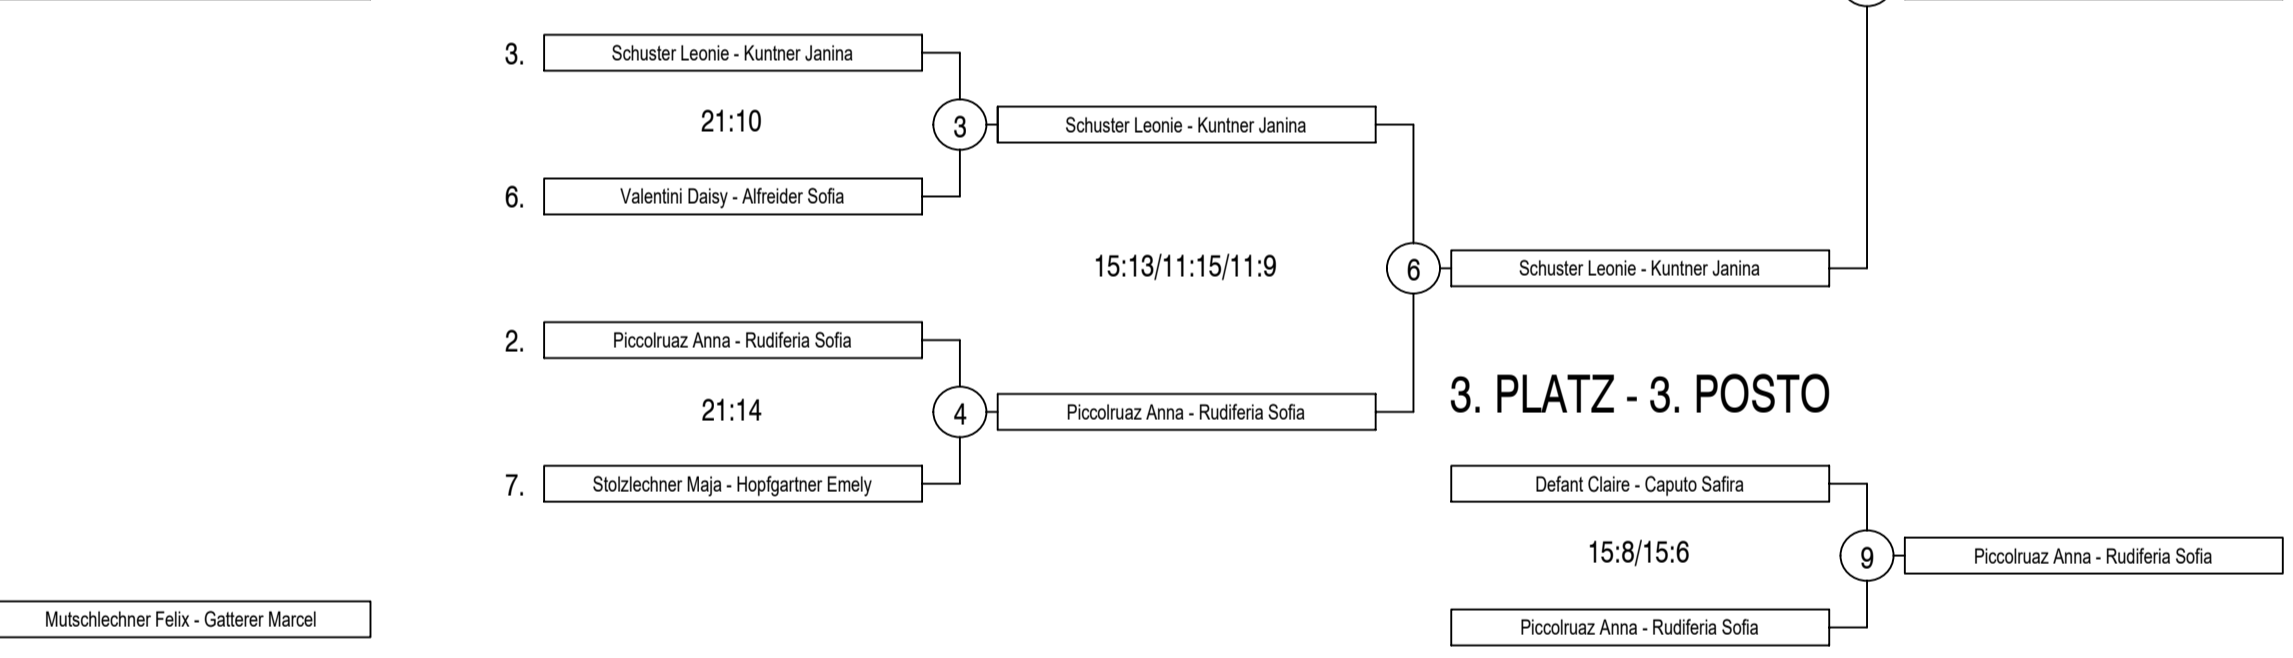 3. Schuster Leonie - Kuntner Janina
21:10
3
Schuster Leonie - Kuntner Janina
6. Valentini Daisy - Alfreider Sofia
15:13/11:15/11:9
6
Schuster Leonie - Kuntner Janina
2. Piccolruaz Anna - Rudiferia Sofia
21:14
4
Piccolruaz Anna - Rudiferia Sofia
7. Stolzlechner Maja - Hopfgartner Emely
3. PLATZ - 3. POSTO
Defant Claire - Caputo Safira
15:8/15:6
9
Piccolruaz Anna - Rudiferia Sofia
Piccolruaz Anna - Rudiferia Sofia
Mutschlechner Felix - Gatterer Marcel